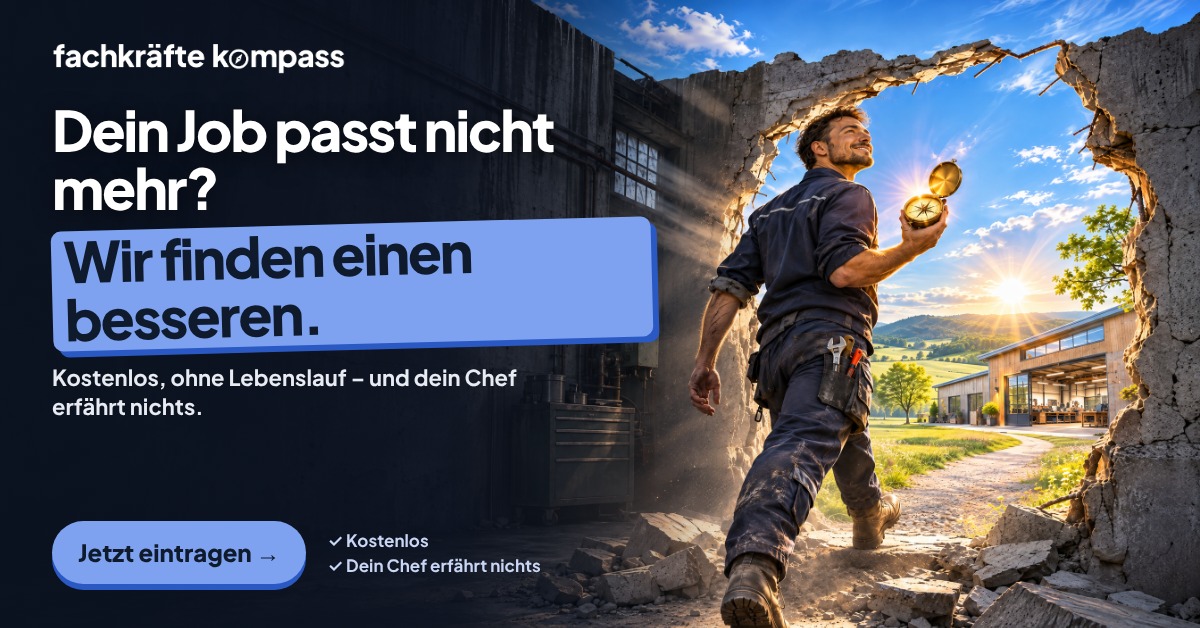 fachkräfte kompass
Dein Job passt nicht
mehr?
Wir finden einen
besseren.
Kostenlos, ohne Lebenslauf – und dein Chef
erfährt nichts.
Jetzt eintragen →
✓ Kostenlos
✓ Dein Chef erfährt nichts